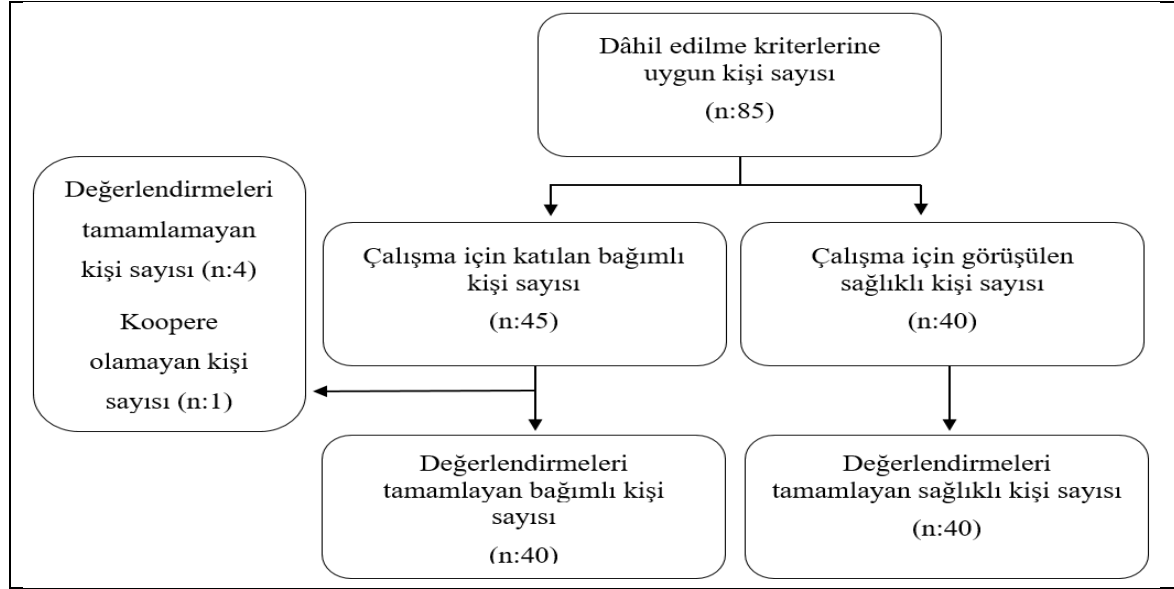 Dâhil edilme kriterlerine
uygun kişi sayısı
(n:85)
Değerlendirmeleri
tamamlamayan
kişi sayısı (n:4)
Koopere
olamayan kişi
sayısı (n:1)
Çalışma için katılan bağımlı
kişi sayısı
(n:45)
Çalışma için görüşülen
sağlıklı kişi sayısı
(n:40)
Değerlendirmeleri
tamamlayan bağımlı kişi
sayısı
(n:40)
Değerlendirmeleri
tamamlayan sağlıklı kişi sayısı
(n:40)